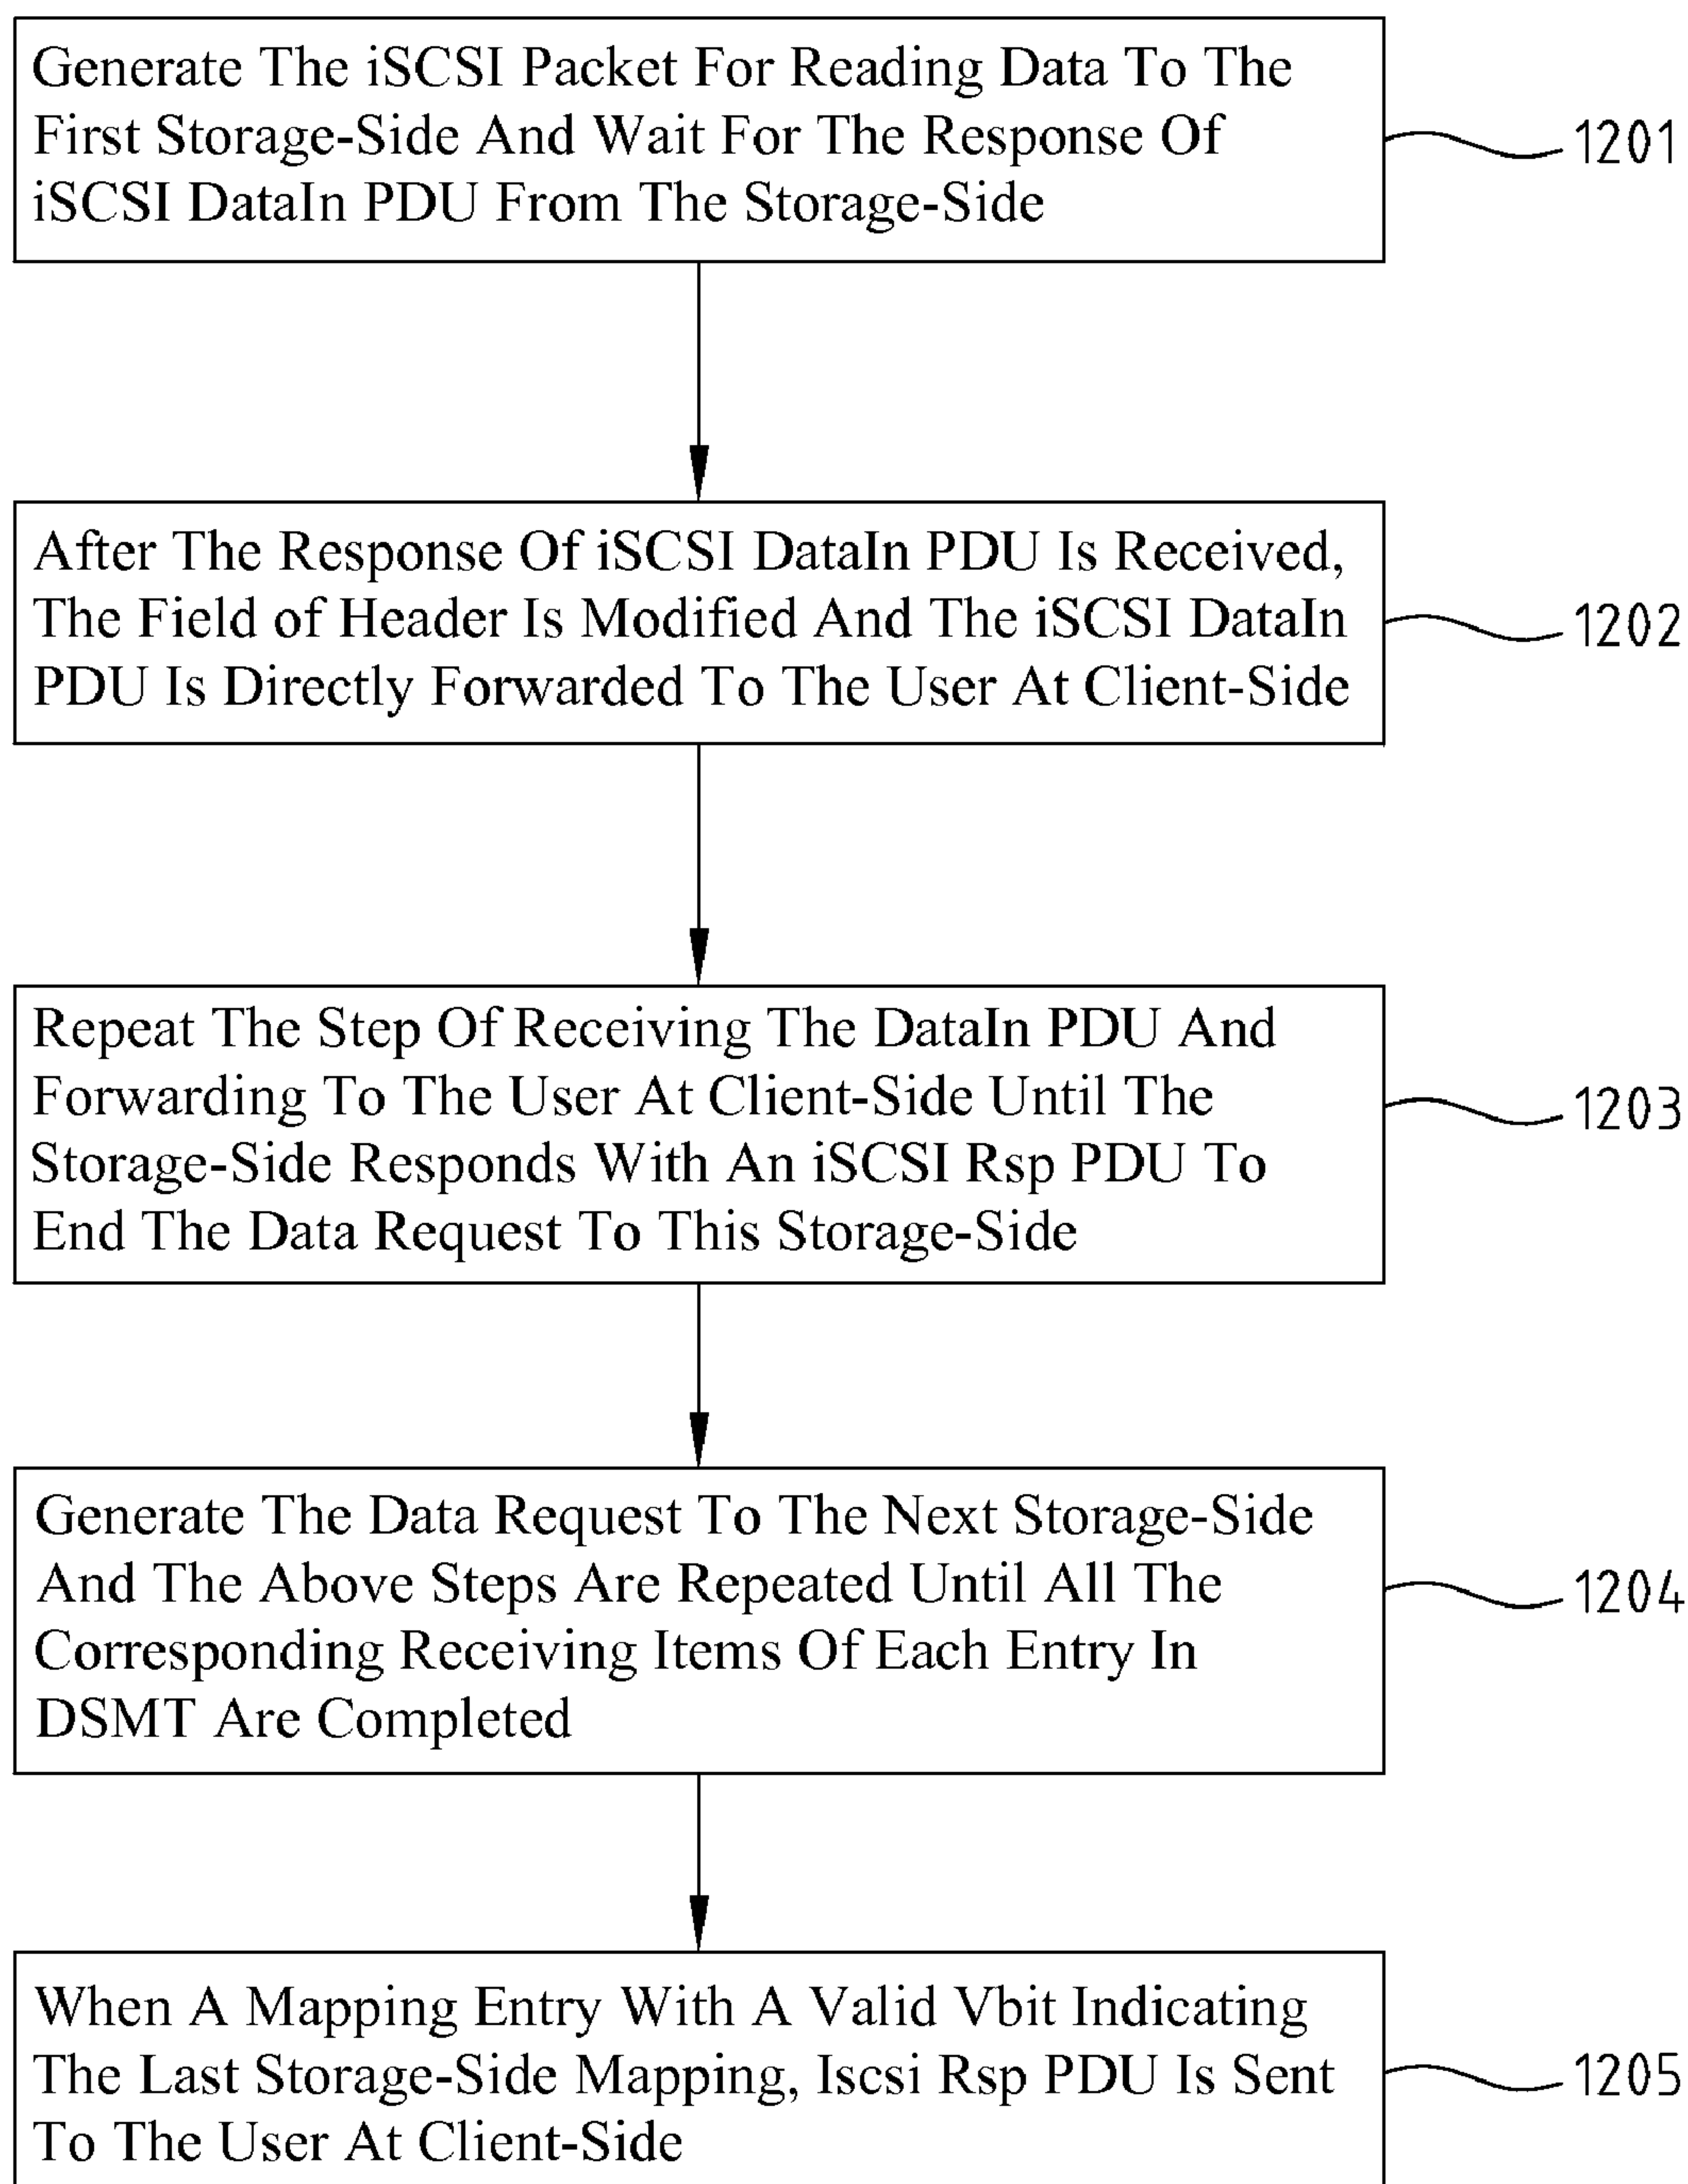 Generate The iSCSI Packet For Reading Data To The
First Storage-Side And Wait For The Response Of
iSCSI DataIn PDU From The Storage-Side
1201
After The Response Of iSCSI DataIn PDU Is Received,
The Field of Header Is Modified And The iSCSI DataIn
PDU Is Directly Forwarded To The User At Client-Side
1202
Repeat The Step Of Receiving The DataIn PDU And
Forwarding To The User At Client-Side Until The
Storage-Side Responds With An iSCSI Rsp PDU To
End The Data Request To This Storage-Side
1203
Generate The Data Request To The Next Storage-Side
And The Above Steps Are Repeated Until All The
Corresponding Receiving Items Of Each Entry In
DSMT Are Completed
1204
When A Mapping Entry With A Valid Vbit Indicating
The Last Storage-Side Mapping, Iscsi Rsp PDU Is Sent
To The User At Client-Side
1205